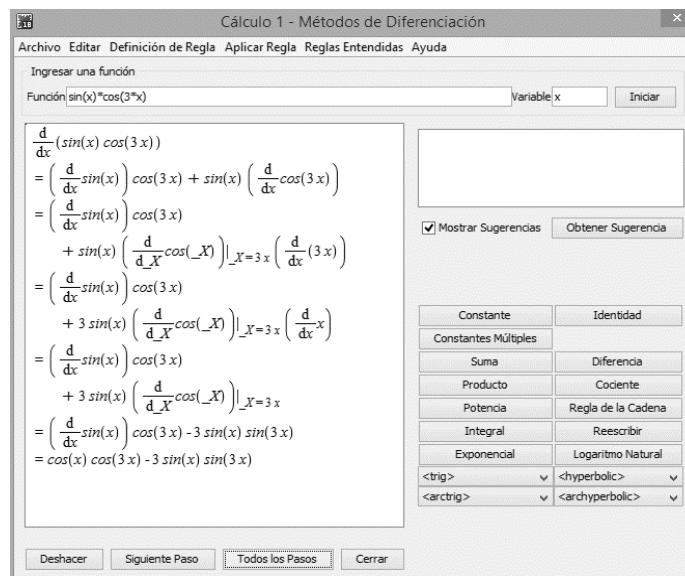 Cálculo 1 - Métodos de Diferenciación
Archivo Editar Definición de Regla Aplicar Regla Reglas Entendidas Ayuda
Ingresar una función
Función sin(x)*cos(3*x) Variable x Iniciar
d/dx (sin(x) cos(3 x))
= (d/dx sin(x)) cos(3 x) + sin(x) (d/dx cos(3 x))
= (d/dx sin(x)) cos(3 x)
+ sin(x) (d/d_X cos(_X))|_X=3 x (d/dx (3 x))
= (d/dx sin(x)) cos(3 x)
+ 3 sin(x) (d/d_X cos(_X))|_X=3 x (d/dx x)
= (d/dx sin(x)) cos(3 x)
+ 3 sin(x) (d/d_X cos(_X))|_X=3 x
= (d/dx sin(x)) cos(3 x) - 3 sin(x) sin(3 x)
= cos(x) cos(3 x) - 3 sin(x) sin(3 x)
Mostrar Sugerencias Obtener Sugerencia
Constante Identidad
Constantes Múltiples
Suma Diferencia
Producto Cociente
Potencia Regla de la Cadena
Integral Reescribir
Exponencial Logaritmo Natural
<trig> <hyperbolic>
<arctrig> <archyperbolic>
Deshacer Siguiente Paso Todos los Pasos Cerrar